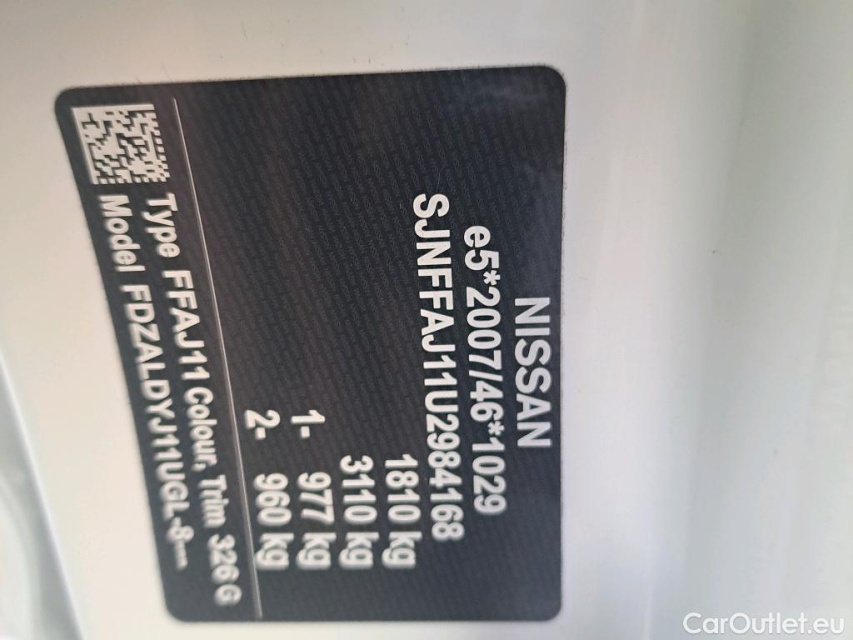 NISSAN
e5*2007/46*1029
SJNFFAJ11U2984168
1810 kg
3110 kg
1- 977 kg
2- 960 kg
Type FFAJ11 Colour, Trim 326 G
Model FDZALDYJ11UGL-8----
CarOutlet.eu